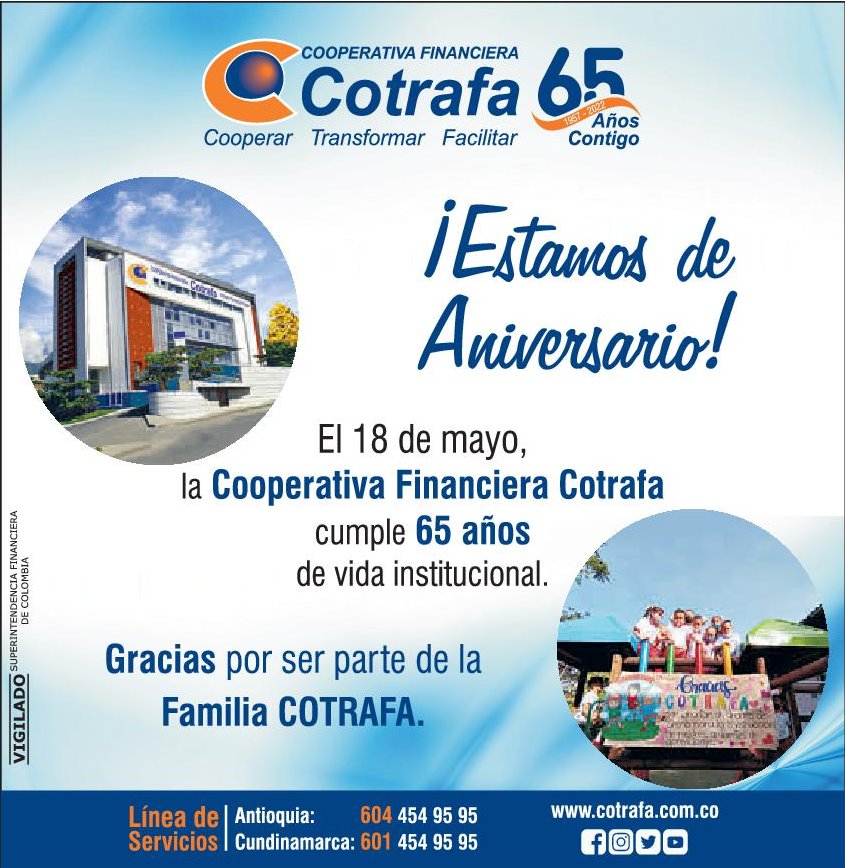 COOPERATIVA FINANCIERA
Cotrafa
Cooperar Transformar Facilitar
65
1957 - 2022
Años
Contigo
¡Estamos de
Aniversario!
Cotrafa
El 18 de mayo,
la Cooperativa Financiera Cotrafa
cumple 65 años
de vida institucional.
Gracias por ser parte de la
Familia COTRAFA.
Gracias
COTRAFA
VIGILADO SUPERINTENDENCIA FINANCIERA
DE COLOMBIA
Línea de
Servicios
Antioquia: 604 454 95 95
Cundinamarca: 601 454 95 95
www.cotrafa.com.co